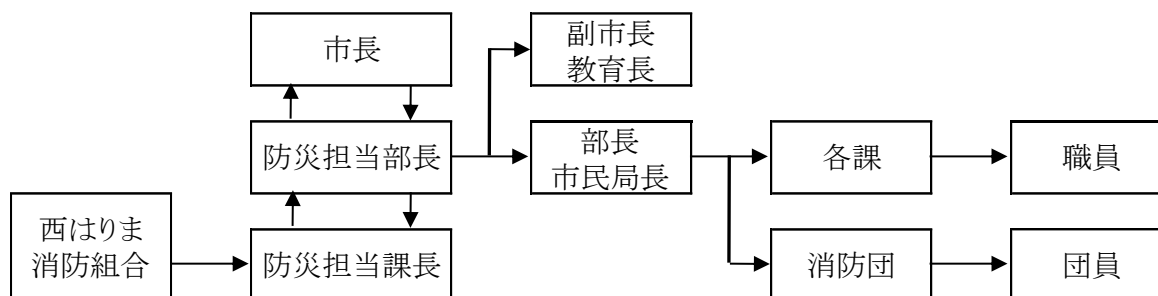 市長
副市長
教育長
防災担当部長
部長
市民局長
各課
職員
西はりま
消防組合
防災担当課長
消防団
団員